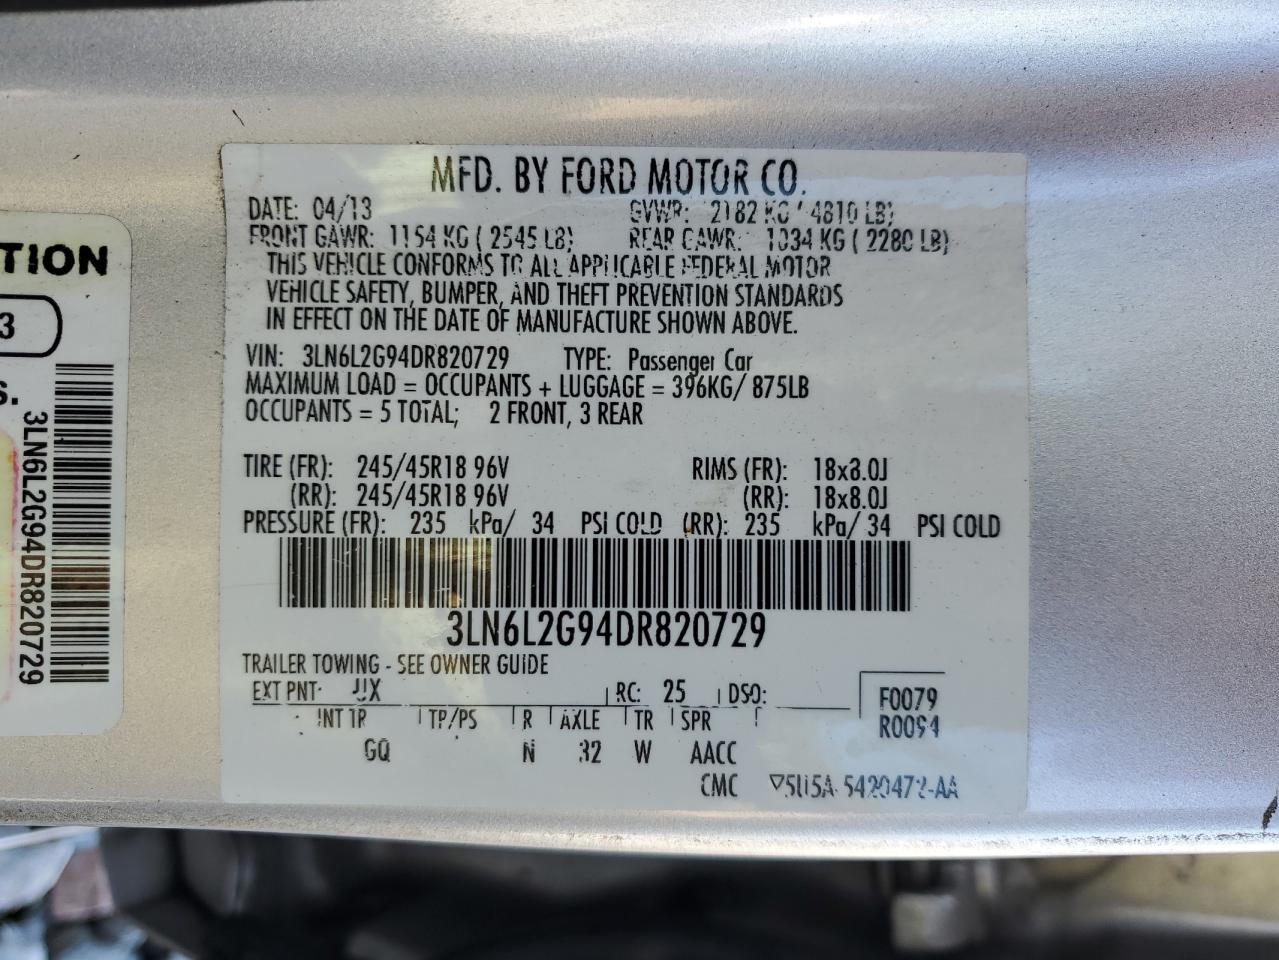 MFD. BY FORD MOTOR CO.
DATE: 04/13 GVWR: 2182 KG ( 4810 LB)
FRONT GAWR: 1154 KG ( 2545 LB) REAR GAWR: 1034 KG ( 2280 LB)
THIS VEHICLE CONFORMS TO ALL APPLICABLE FEDERAL MOTOR
VEHICLE SAFETY, BUMPER, AND THEFT PREVENTION STANDARDS
IN EFFECT ON THE DATE OF MANUFACTURE SHOWN ABOVE.
VIN: 3LN6L2G94DR820729 TYPE: Passenger Car
MAXIMUM LOAD = OCCUPANTS + LUGGAGE = 396KG/ 875LB
OCCUPANTS = 5 TOTAL; 2 FRONT, 3 REAR
TIRE (FR): 245/45R18 96V RIMS (FR): 18x8.0J
(RR): 245/45R18 96V (RR): 18x8.0J
PRESSURE (FR): 235 kPa/ 34 PSI COLD (RR): 235 kPa/ 34 PSI COLD
3LN6L2G94DR820729
TRAILER TOWING - SEE OWNER GUIDE
EXT PNT: RC: 25 DSO: F0079
INT TR TP/PS R AXLE TR SPR R0094
GQ N 32 W AACC
CMC
TION
3
S.
3LN6L2G94DR820729